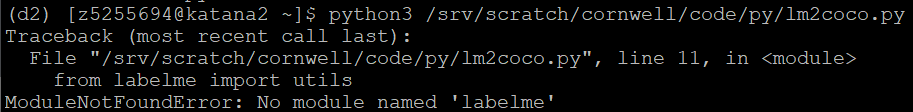 (d2) [z5255694@katana2 ~]$ python3 /srv/scratch/cornwell/code/py/lm2coco.py
Traceback (most recent call last):
  File "/srv/scratch/cornwell/code/py/lm2coco.py", line 11, in <module>
    from labelme import utils
ModuleNotFoundError: No module named 'labelme'